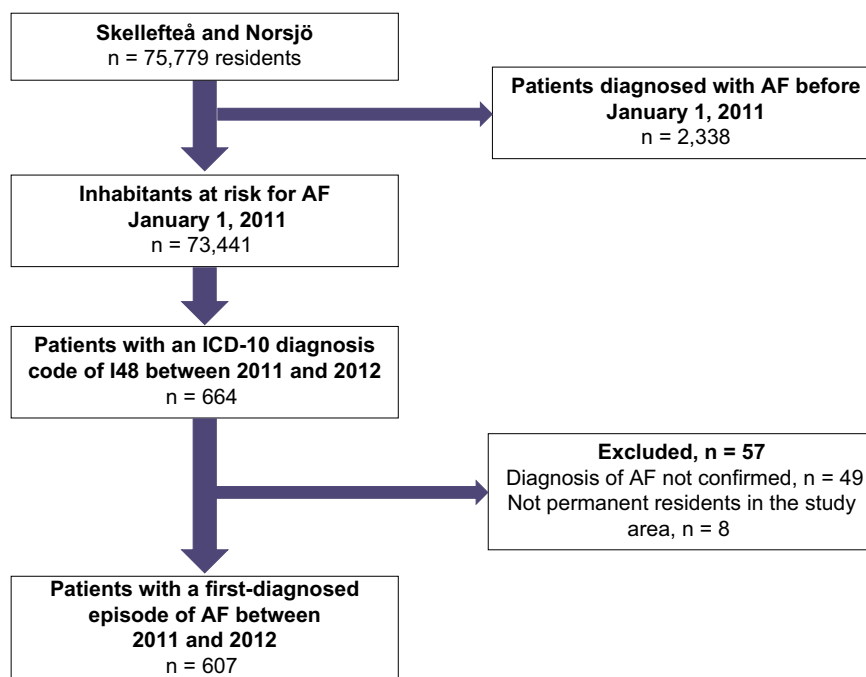 Skellefteå and Norsjö
n = 75,779 residents
Patients diagnosed with AF before
January 1, 2011
n = 2,338
Inhabitants at risk for AF
January 1, 2011
n = 73,441
Patients with an ICD-10 diagnosis
code of I48 between 2011 and 2012
n = 664
Excluded, n = 57
Diagnosis of AF not confirmed, n = 49
Not permanent residents in the study
area, n = 8
Patients with a first-diagnosed
episode of AF between
2011 and 2012
n = 607